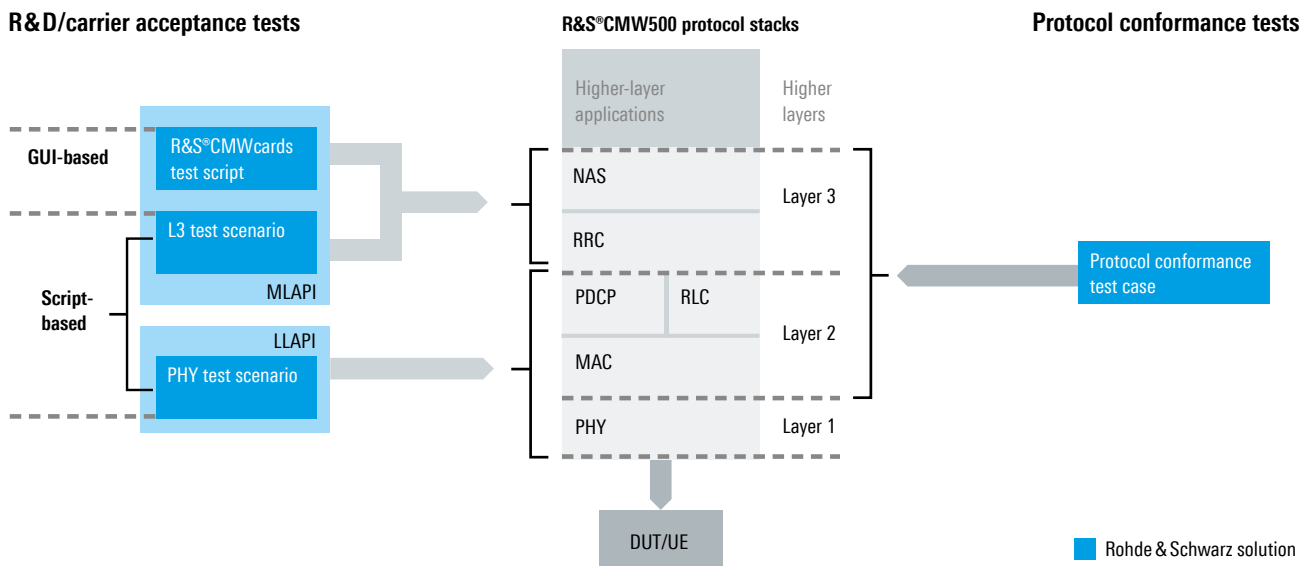 R&D/carrier acceptance tests
R&S®CMW500 protocol stacks
Protocol conformance tests
GUI-based
Script-
based
R&S®CMWcards
test script
L3 test scenario
MLAPI
LLAPI
PHY test scenario
Higher-layer
applications
Higher
layers
NAS
RRC
Layer 3
PDCP
RLC
MAC
Layer 2
PHY
Layer 1
DUT/UE
Protocol conformance
test case
Rohde & Schwarz solution